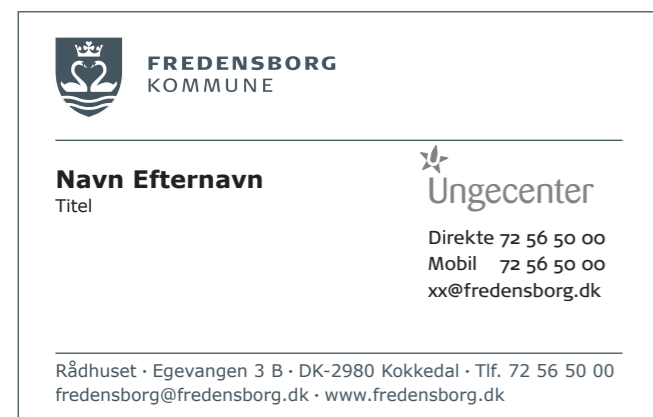 FREDENSBORG
KOMMUNE
Navn Efternavn
Titel
Ungecenter
Direkte 72 56 50 00
Mobil 72 56 50 00
xx@fredensborg.dk
Rådhuset · Egevangen 3 B · DK-2980 Kokkedal · Tlf. 72 56 50 00
fredensborg@fredensborg.dk · www.fredensborg.dk